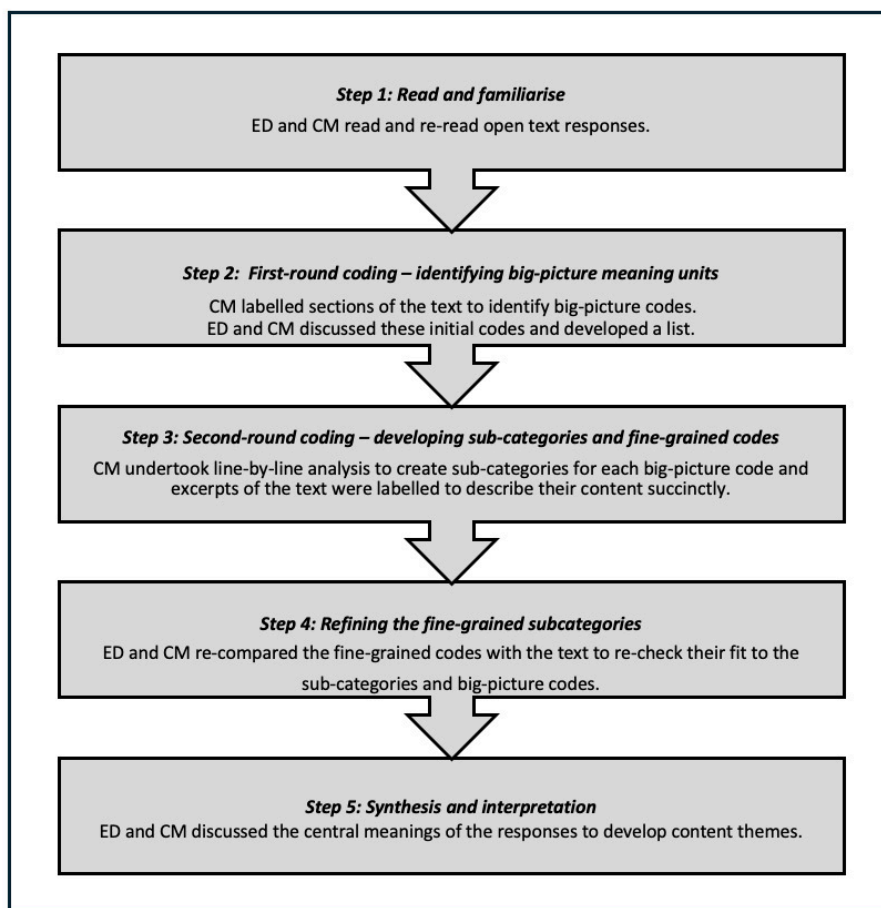 Step 1: Read and familiarise
ED and CM read and re-read open text responses.
Step 2:  First-round coding – identifying big-picture meaning units
CM labelled sections of the text to identify big-picture codes.
ED and CM discussed these initial codes and developed a list.
Step 3: Second-round coding – developing sub-categories and fine-grained codes
CM undertook line-by-line analysis to create sub-categories for each big-picture code and
excerpts of the text were labelled to describe their content succinctly.
Step 4: Refining the fine-grained subcategories
ED and CM re-compared the fine-grained codes with the text to re-check their fit to the
sub-categories and big-picture codes.
Step 5: Synthesis and interpretation
ED and CM discussed the central meanings of the responses to develop content themes.